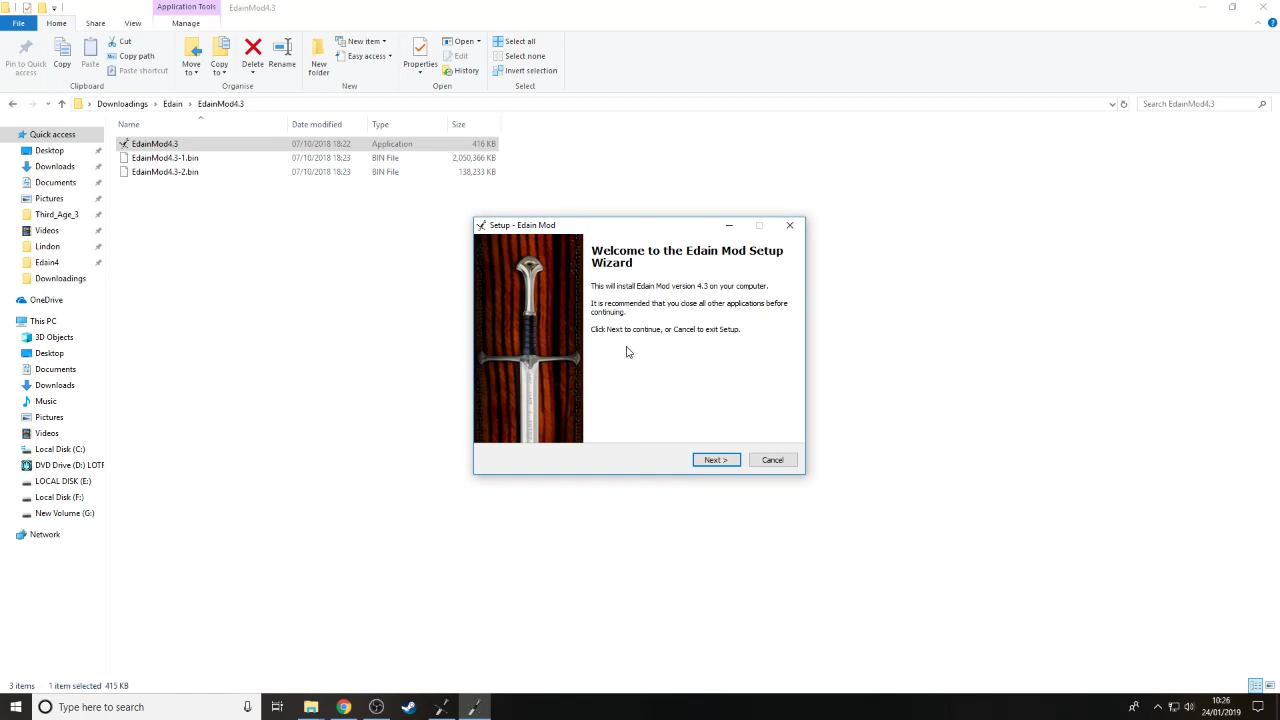 Application Tools
EdainMod4.3
File
Home
Share
View
Manage
Pin to Quick
access
Copy
Paste
Cut
Copy path
Paste shortcut
Clipboard
Move
to
Copy
to
Delete
Rename
Organise
New
folder
New item
Easy access
New
Properties
Open
Edit
History
Open
Select all
Select none
Invert selection
Select
Downloadings
Edain
EdainMod4.3
Search EdainMod4.3
Name
Date modified
Type
Size
EdainMod4.3
07/10/2018 18:22
Application
416 KB
EdainMod4.3-1.bin
07/10/2018 18:23
BIN File
2,050,366 KB
EdainMod4.3-2.bin
07/10/2018 18:23
BIN File
138,233 KB
Quick access
Desktop
Downloads
Documents
Pictures
Third_Age_3
Videos
Lindon
Edain4
Downloadings
OneDrive
This PC
3D Objects
Desktop
Documents
Downloads
Music
Pictures
Videos
Local Disk (C:)
DVD Drive (D:) LOTF
LOCAL DISK (E:)
Local Disk (F:)
New Volume (G:)
Network
Setup - Edain Mod
Welcome to the Edain Mod Setup
Wizard
This will install Edain Mod version 4.3 on your computer.
It is recommended that you close all other applications before
continuing.
Click Next to continue, or Cancel to exit Setup.
Next >
Cancel
3 items
1 item selected 415 KB
Type here to search
10:26
24/01/2019